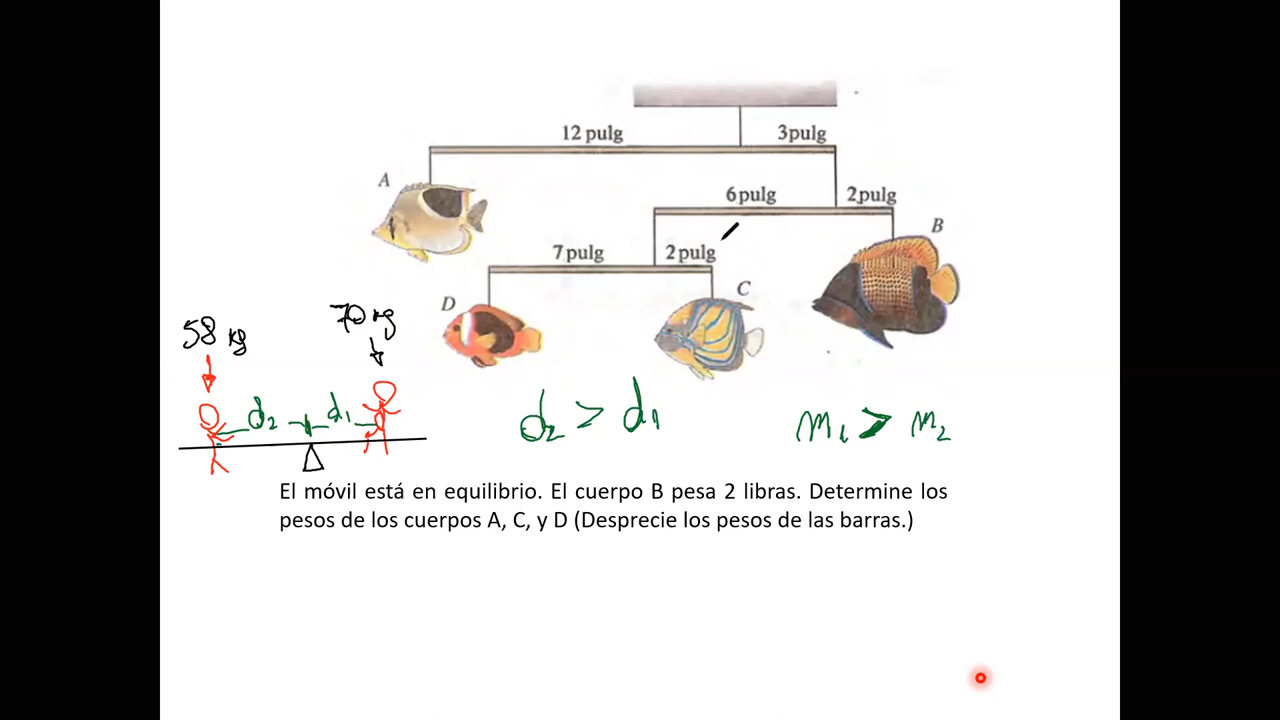 12 pulg
3pulg
A
6pulg
2pulg
B
7pulg
2pulg
D
C
58 kg
70 kg
d2
d1
d2 > d1
m1 > m2
El móvil está en equilibrio. El cuerpo B pesa 2 libras. Determine los
pesos de los cuerpos A, C, y D (Desprecie los pesos de las barras.)